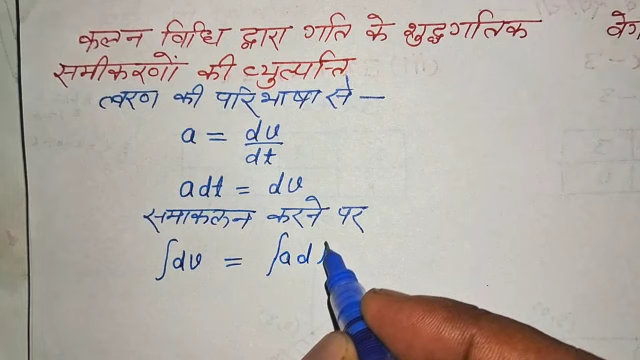 कलन विधि द्वारा गति के शुद्धगतिक
समीकरणों की व्युत्पत्ति
त्वरण की परिभाषा से —
a = dv/dt
adt = dv
समाकलन करने पर
∫dv = ∫ad